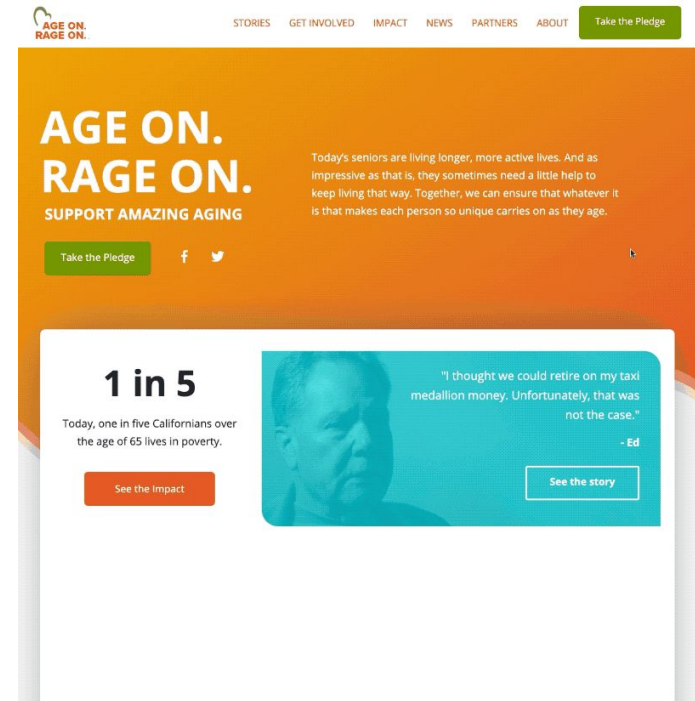 AGE ON.
RAGE ON.
STORIES
GET INVOLVED
IMPACT
NEWS
PARTNERS
ABOUT
Take the Pledge
AGE ON.
RAGE ON.
SUPPORT AMAZING AGING
Take the Pledge
Today's seniors are living longer, more active lives. And as
impressive as that is, they sometimes need a little help to
keep living that way. Together, we can ensure that whatever it
is that makes each person so unique carries on as they age.
1 in 5
Today, one in five Californians over
the age of 65 lives in poverty.
See the Impact
"I thought we could retire on my taxi
medallion money. Unfortunately, that was
not the case."
- Ed
See the story